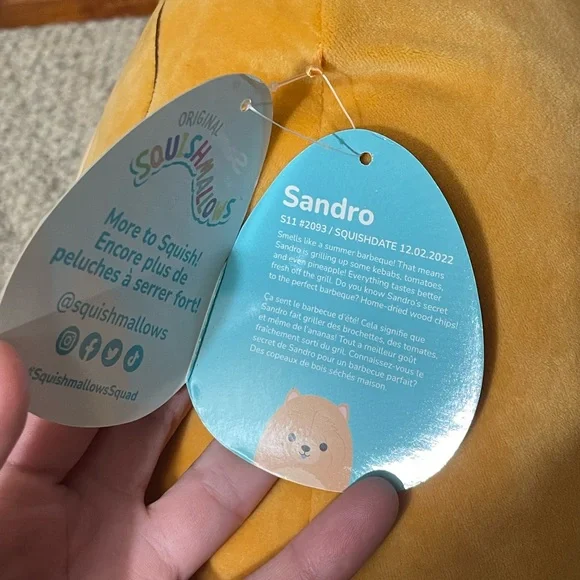 ORIGINAL
SQUISHMALLOWS
More to Squish!
Encore plus de
peluches à serrer fort!
@squishmallows
#SquishmallowsSquad
Sandro
S11 #2093 / SQUISHDATE 12.02.2022
Smells like a summer barbeque! That means
Sandro is grilling up some kebabs, tomatoes,
and even pineapple! Everything tastes better
fresh off the grill. Do you know Sandro's secret
to the perfect barbeque? Home-dried wood chips!
Ça sent le barbecue d'été! Cela signifie que
Sandro fait griller des brochettes, des tomates,
et même de l'ananas! Tout a meilleur goût
fraîchement sorti du gril. Connaissez-vous le
secret de Sandro pour un barbecue parfait?
Des copeaux de bois séchés maison.